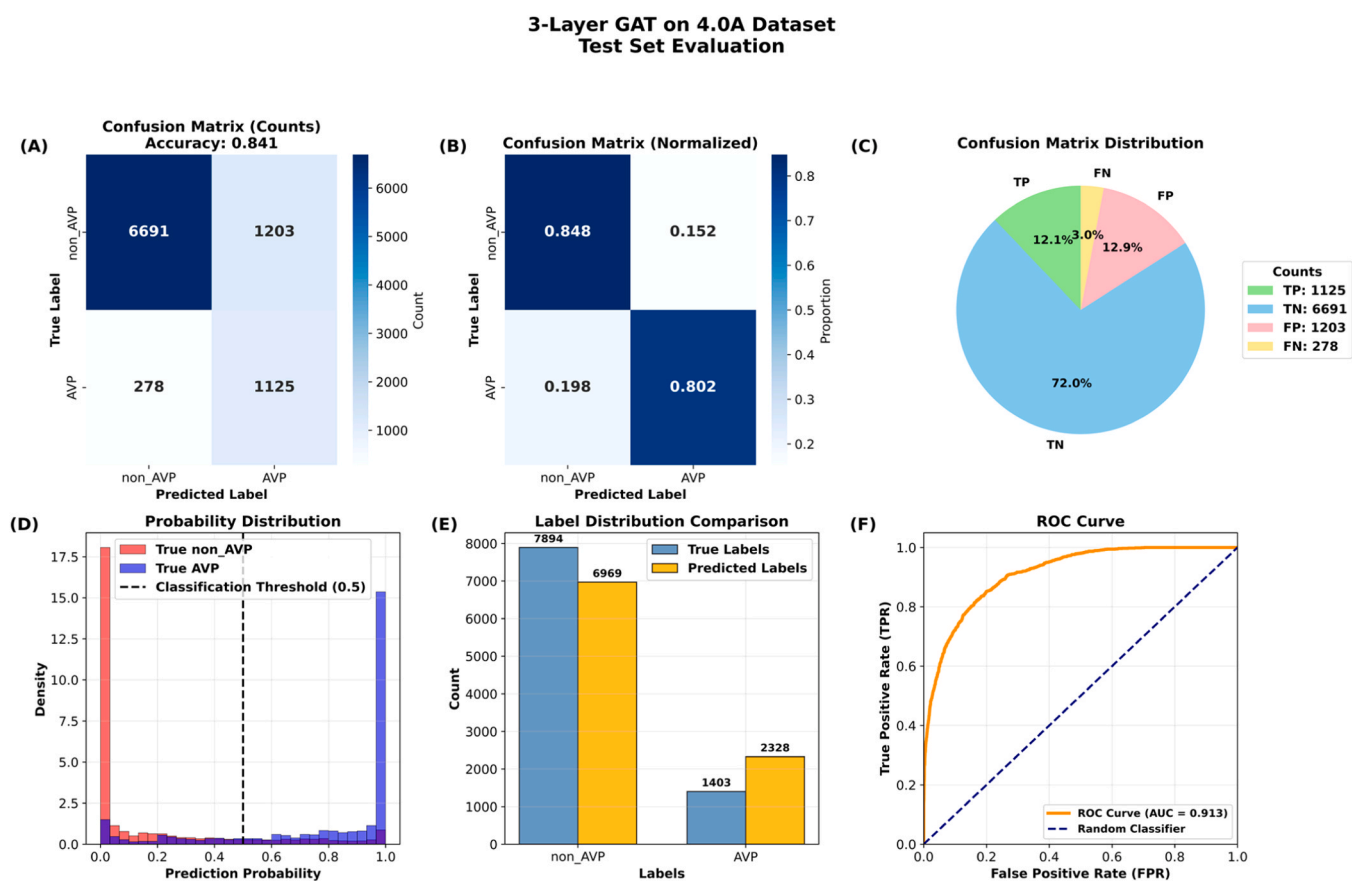 3-Layer GAT on 4.0A Dataset
Test Set Evaluation
(A)
Confusion Matrix (Counts)
Accuracy: 0.841
non_AVP
AVP
True Label
6691
1203
278
1125
non_AVP
AVP
Predicted Label
6000
5000
4000
3000
2000
1000
Count
(B)
Confusion Matrix (Normalized)
non_AVP
AVP
True Label
0.848
0.152
0.198
0.802
non_AVP
AVP
Predicted Label
0.8
0.7
0.6
0.5
0.4
0.3
0.2
Proportion
(C)
Confusion Matrix Distribution
FN
TP
FP
12.1%
3.0%
12.9%
72.0%
TN
Counts
TP: 1125
TN: 6691
FP: 1203
FN: 278
(D)
Probability Distribution
True non_AVP
True AVP
Classification Threshold (0.5)
17.5
15.0
12.5
10.0
7.5
5.0
2.5
0.0
Density
0.0
0.2
0.4
0.6
0.8
1.0
Prediction Probability
(E)
Label Distribution Comparison
True Labels
Predicted Labels
8000
7000
6000
5000
4000
3000
2000
1000
0
Count
7894
6969
1403
2328
non_AVP
AVP
Labels
(F)
ROC Curve
1.0
0.8
0.6
0.4
0.2
0.0
True Positive Rate (TPR)
ROC Curve (AUC = 0.913)
Random Classifier
0.0
0.2
0.4
0.6
0.8
1.0
False Positive Rate (FPR)